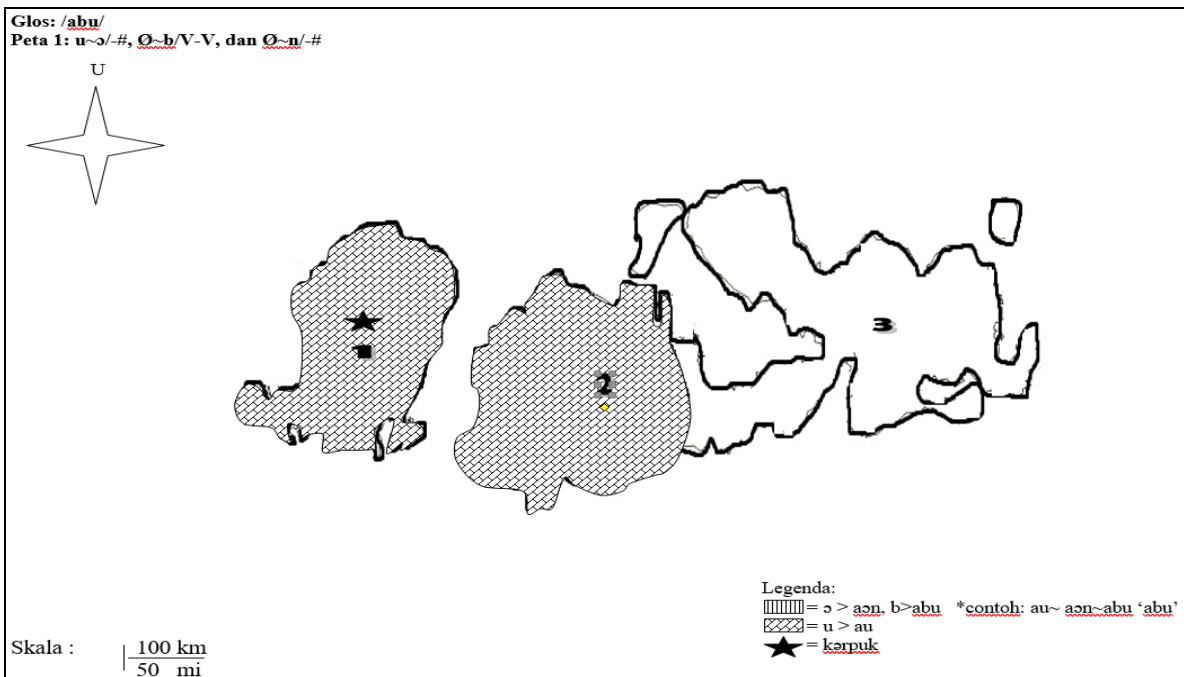 Glos: /abu/
Peta 1: u~ɔ/-#, Ø~b/V-V, dan Ø~n/-#
U
1
2
3
Legenda:
= ɔ > aɔn, b>abu *contoh: au~ aɔn~abu ‘abu’
= u > au
= kərpuk
Skala : 100 km
50 mi